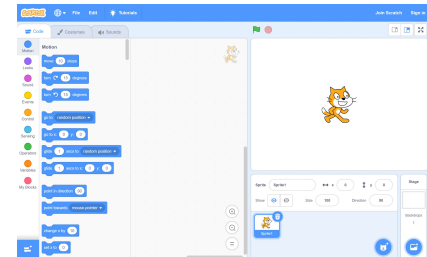 SCRATCH File Edit Tutorials Join Scratch Sign in
Code Costumes Sounds
Motion
Motion
Looks
Sound
Events
Control
Sensing
Operators
Variables
My Blocks
move 10 steps
turn 15 degrees
turn 15 degrees
go to random position
go to x: 0 y: 0
glide 1 secs to random position
glide 1 secs to x: 0 y: 0
point in direction 90
point towards mouse-pointer
change x by 10
set x to 0
Sprite Sprite1 x 0 y 0
Show Size 100 Direction 90
Sprite1
Stage
Backdrops
1